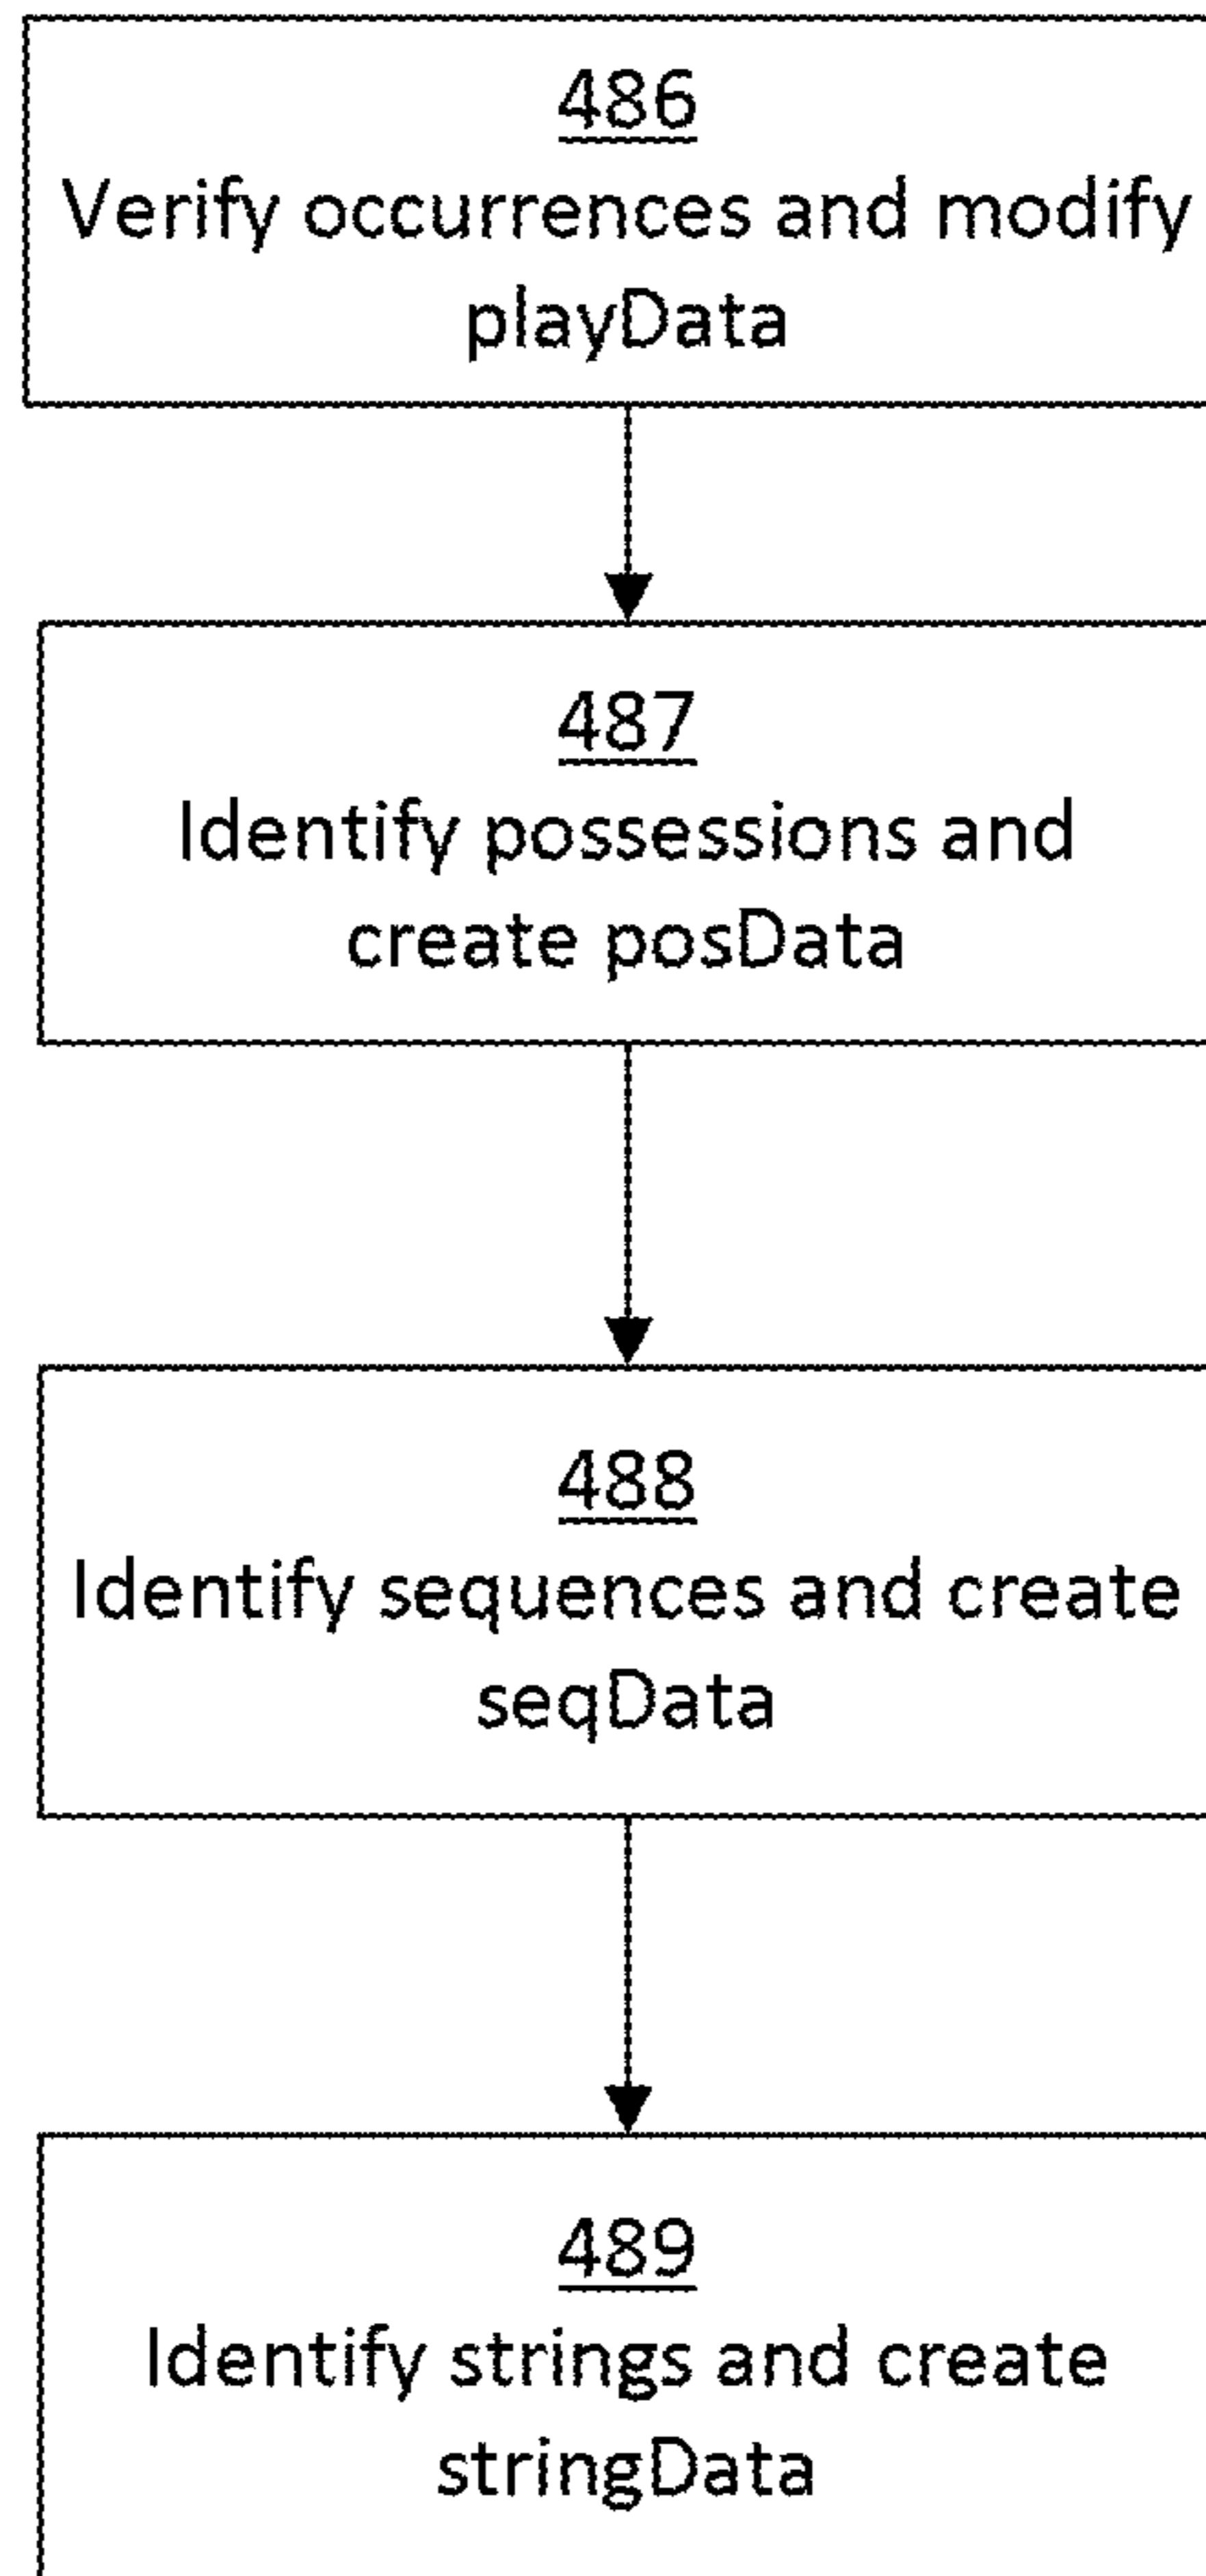 486
Verify occurrences and modify
playData
487
Identify possessions and
create posData
488
Identify sequences and create
seqData
489
Identify strings and create
stringData